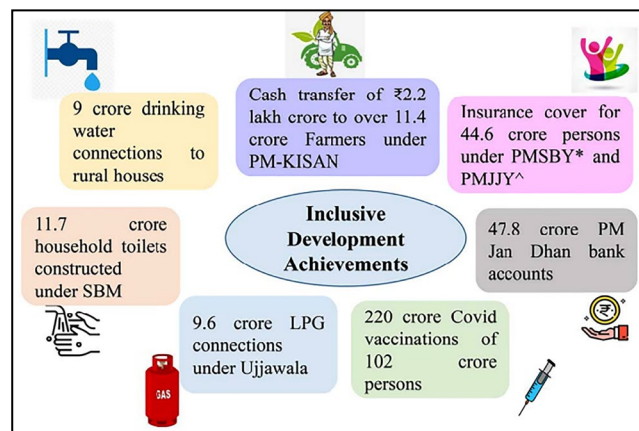 9 crore drinking
water
connections to
rural houses
Cash transfer of ₹2.2
lakh crore to over 11.4
crore Farmers under
PM-KISAN
Insurance cover for
44.6 crore persons
under PMSBY* and
PMJJY^
11.7 crore
household toilets
constructed
under SBM
Inclusive
Development
Achievements
47.8 crore PM
Jan Dhan bank
accounts
9.6 crore LPG
connections
under Ujjawala
220 crore Covid
vaccinations of
102 crore
persons
₹
GAS